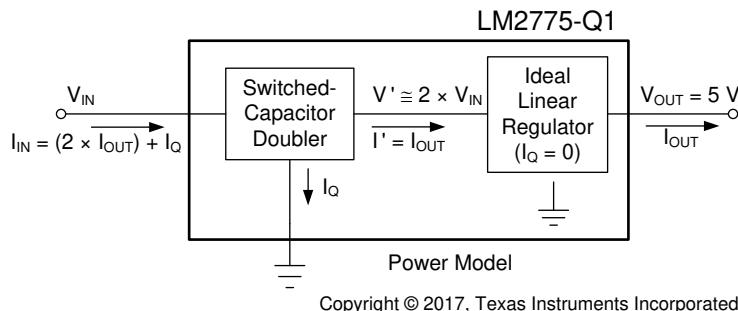 LM2775-Q1
V_IN
I_IN = (2 × I_OUT) + I_Q
Switched-
Capacitor
Doubler
I_Q
V ' ≅ 2 × V_IN
I ' = I_OUT
Ideal
Linear
Regulator
(I_Q = 0)
V_OUT = 5 V
I_OUT
Power Model
Copyright © 2017, Texas Instruments Incorporated